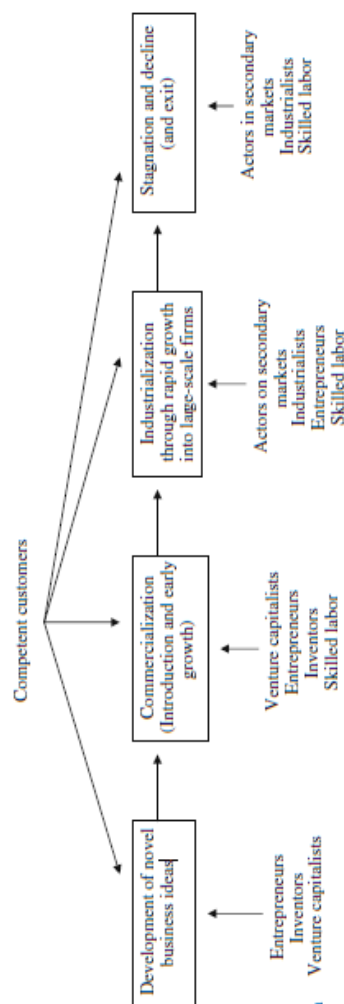 Competent customers
Development of novel
business ideas
Commercialization
(Introduction and early
growth)
Industrialization
through rapid growth
into lage-scale firms
Stagnation and decline
(and exit)
Entrepreneurs
Inventors
Venture capitalists
Venture capitalists
Entrepreneurs
Inventors
Skilled labor
Actors on secondary
markets
Industrialists
Entrepreneurs
Skilled labor
Actors in secondary
markets
Industrialists
Skilled labor